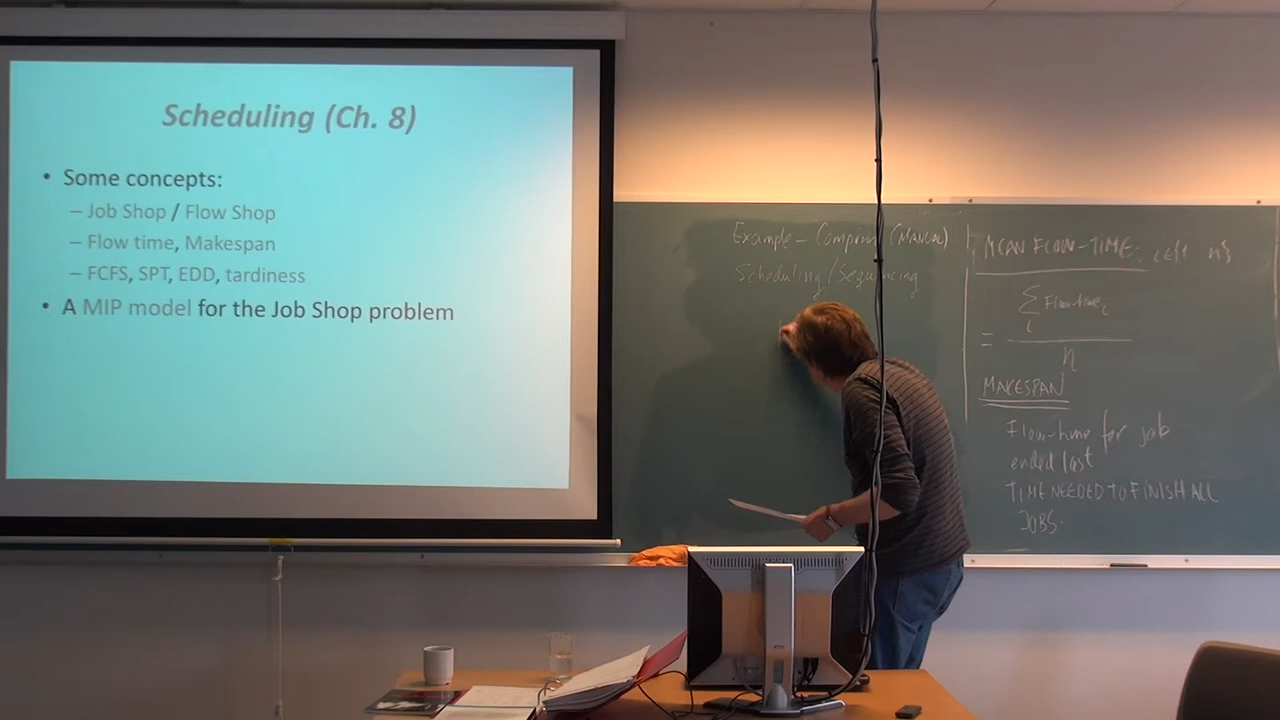 Scheduling (Ch. 8)
• Some concepts:
– Job Shop / Flow Shop
– Flow time, Makespan
– FCFS, SPT, EDD, tardiness
• A MIP model for the Job Shop problem
Example – (MANUAL)
Scheduling/Sequencing
MEAN FLOW-TIME:
∑ Flow-time i
i
=
n
MAKESPAN
Flow-time for job
ended last
TIME NEEDED TO FINISH ALL
JOBS.